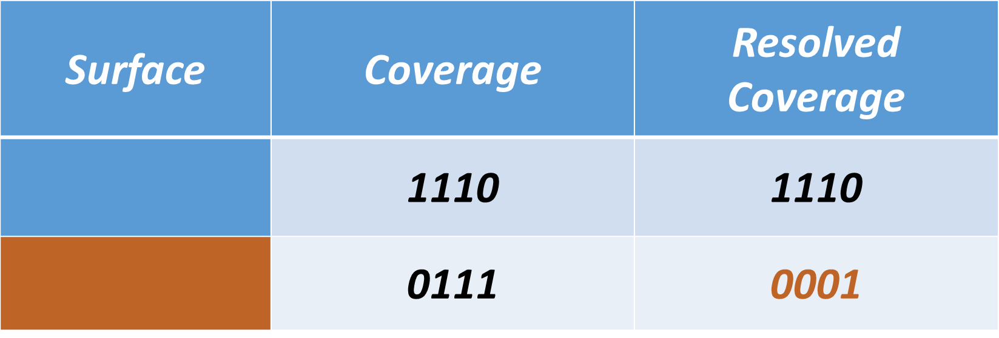 Surface
Coverage
Resolved
Coverage
1110
1110
0111
0001